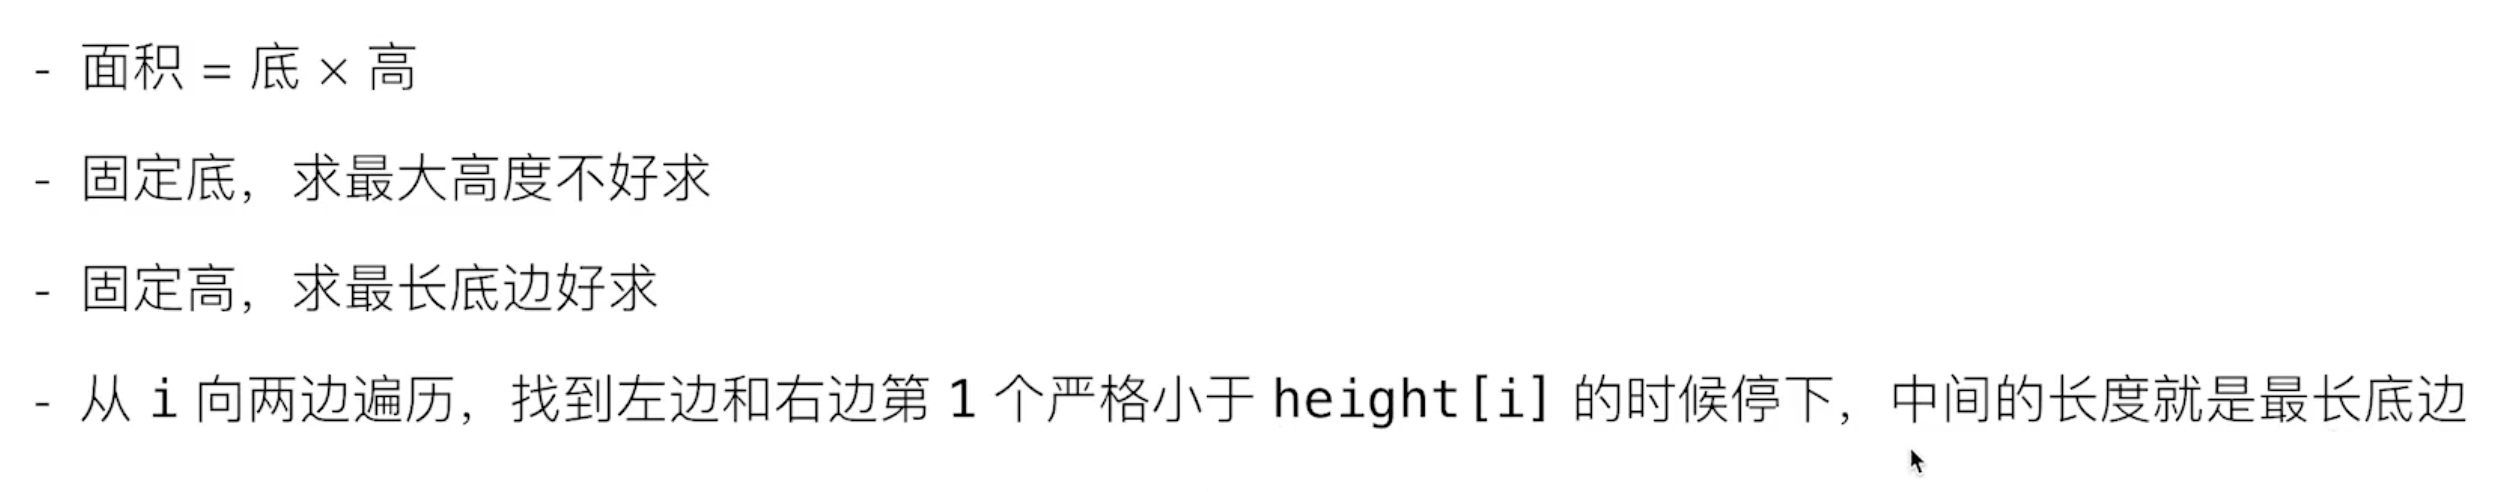 - 面积 = 底 × 高
- 固定底，求最大高度不好求
- 固定高，求最长底边好求
- 从 i 向两边遍历，找到左边和右边第 1 个严格小于 height[i] 的时候停下，中间的长度就是最长底边